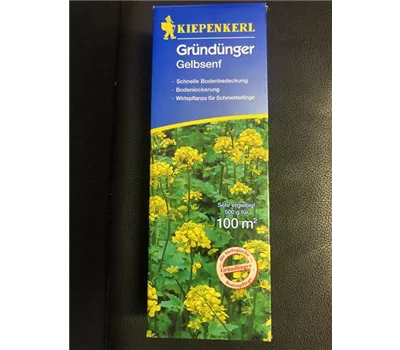 KIEPENKERL
Gründünger
Gelbsenf
- Schnelle Bodenbedeckung
- Bodenlockerung
- Wirtspflanze für Schmetterlinge
Sehr ergiebig!
500 g für
100 m²